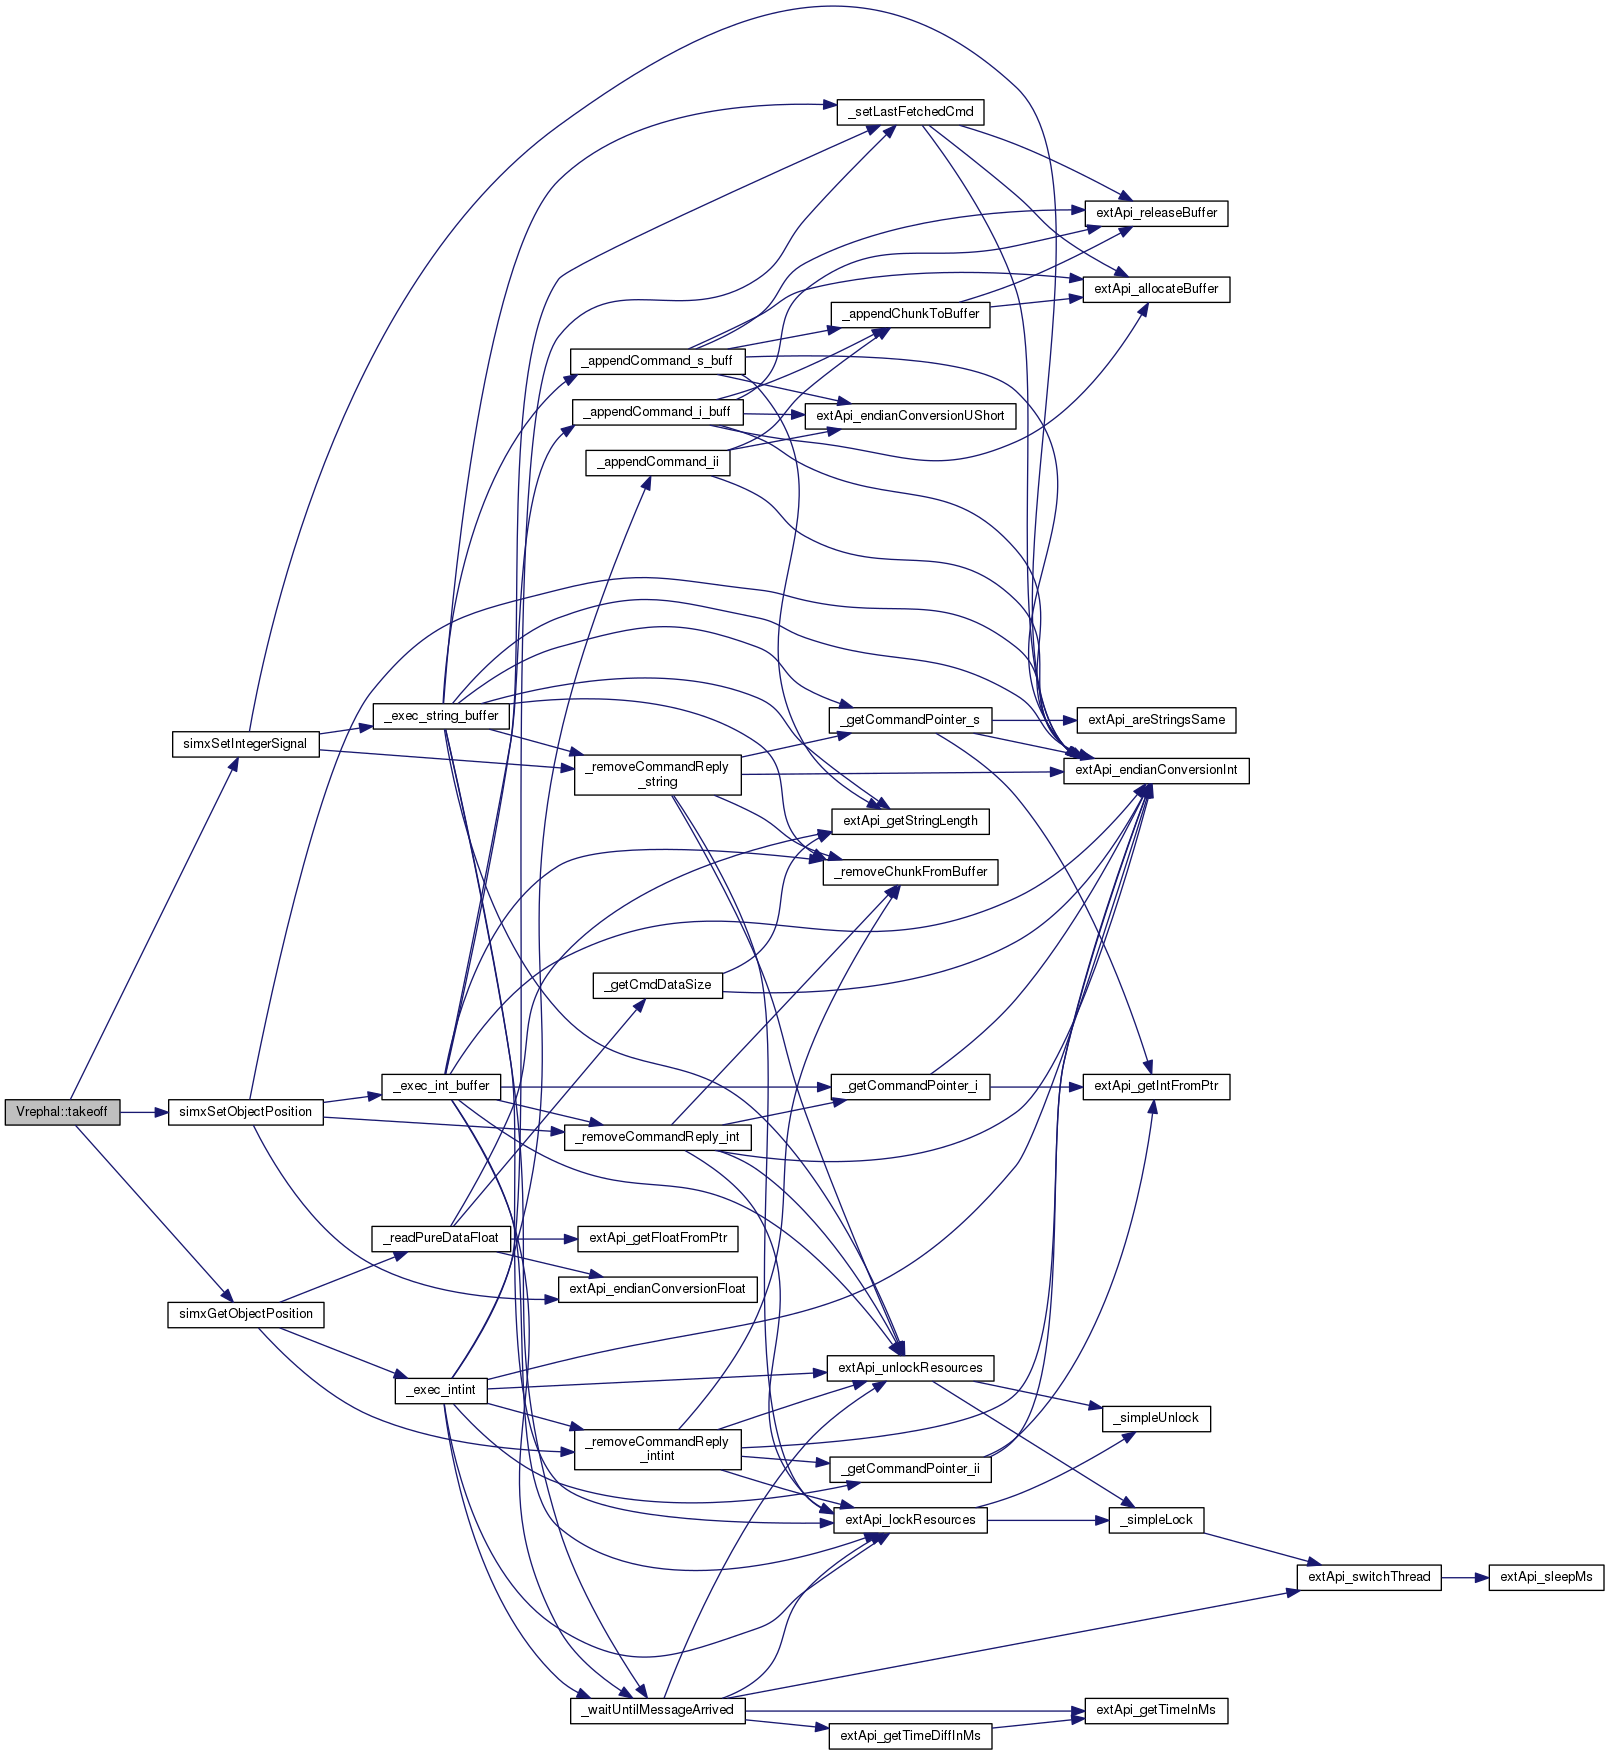 _setLastFetchedCmd
extApi_releaseBuffer
extApi_allocateBuffer
_appendChunkToBuffer
_appendCommand_s_buff
_appendCommand_i_buff
extApi_endianConversionUShort
_appendCommand_ii
_exec_string_buffer
_getCommandPointer_s
extApi_areStringsSame
simxSetIntegerSignal
_removeCommandReply
_string
extApi_endianConversionInt
extApi_getStringLength
_removeChunkFromBuffer
_getCmdDataSize
_exec_int_buffer
_getCommandPointer_i
extApi_getIntFromPtr
Vrephal::takeoff
simxSetObjectPosition
_removeCommandReply_int
_readPureDataFloat
extApi_getFloatFromPtr
extApi_endianConversionFloat
simxGetObjectPosition
extApi_unlockResources
_exec_intint
_simpleUnlock
_removeCommandReply
_intint
_getCommandPointer_ii
extApi_lockResources
_simpleLock
extApi_switchThread
extApi_sleepMs
_waitUntilMessageArrived
extApi_getTimeInMs
extApi_getTimeDiffInMs